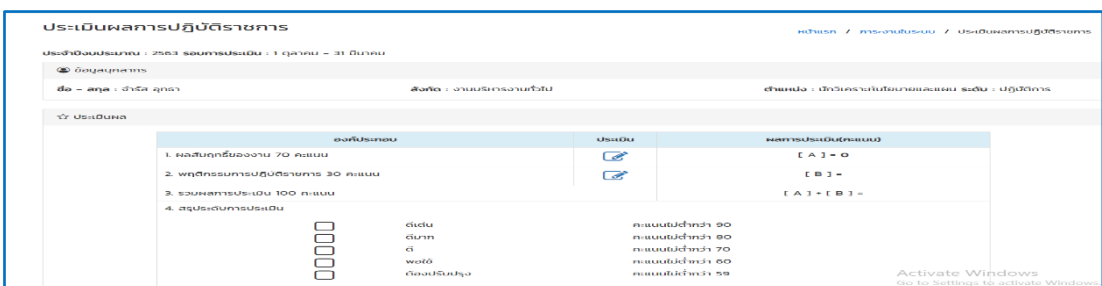 ประเมินผลการปฏิบัติราชการ
หน้าแรก / ภาระงานในระบบ / ประเมินผลการปฏิบัติราชการ
ประจำปีงบประมาณ : 2563 รอบการประเมิน : 1 ตุลาคม - 31 มีนาคม
ข้อมูลบุคลากร
ชื่อ - สกุล : จำรัส อุทธา สังกัด : งานบริหารงานทั่วไป ตำแหน่ง : นักวิเคราะห์นโยบายและแผน ระดับ : ปฏิบัติการ
ประเมินผล
องค์ประกอบ ประเมิน ผลการประเมิน(คะแนน)
1. ผลสัมฤทธิ์ของงาน 70 คะแนน [ A ] = 0
2. พฤติกรรมการปฏิบัติราชการ 30 คะแนน [ B ] =
3. รวมผลการประเมิน 100 คะแนน [ A ] + [ B ] =
4. สรุประดับการประเมิน
ดีเด่น คะแนนไม่ต่ำกว่า 90
ดีมาก คะแนนไม่ต่ำกว่า 80
ดี คะแนนไม่ต่ำกว่า 70
พอใช้ คะแนนไม่ต่ำกว่า 60
ต้องปรับปรุง คะแนนไม่ต่ำกว่า 59
Activate Windows
Go to Settings to activate Windows.